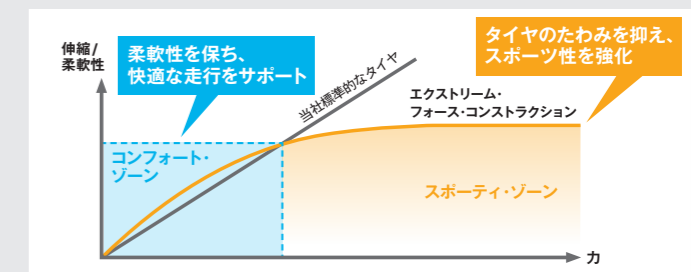 伸縮/
柔軟性
柔軟性を保ち、
快適な走行をサポート
当社標準的なタイヤ
タイヤのたわみを抑え、
スポーツ性を強化
エクストリーム・
フォース・コンストラクション
コンフォート・
ゾーン
スポーティ・ゾーン
力